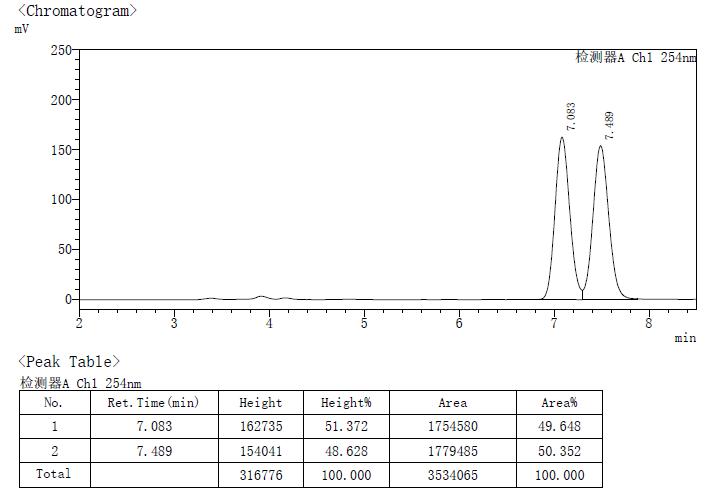 <Chromatogram>
mV
检测器A Ch1 254nm
250
200
150
100
50
0
7.083
7.489
2 3 4 5 6 7 8
min
<Peak Table>
检测器A Ch1 254nm
No. Ret.Time(min) Height Height% Area Area%
1 7.083 162735 51.372 1754580 49.648
2 7.489 154041 48.628 1779485 50.352
Total 316776 100.000 3534065 100.000